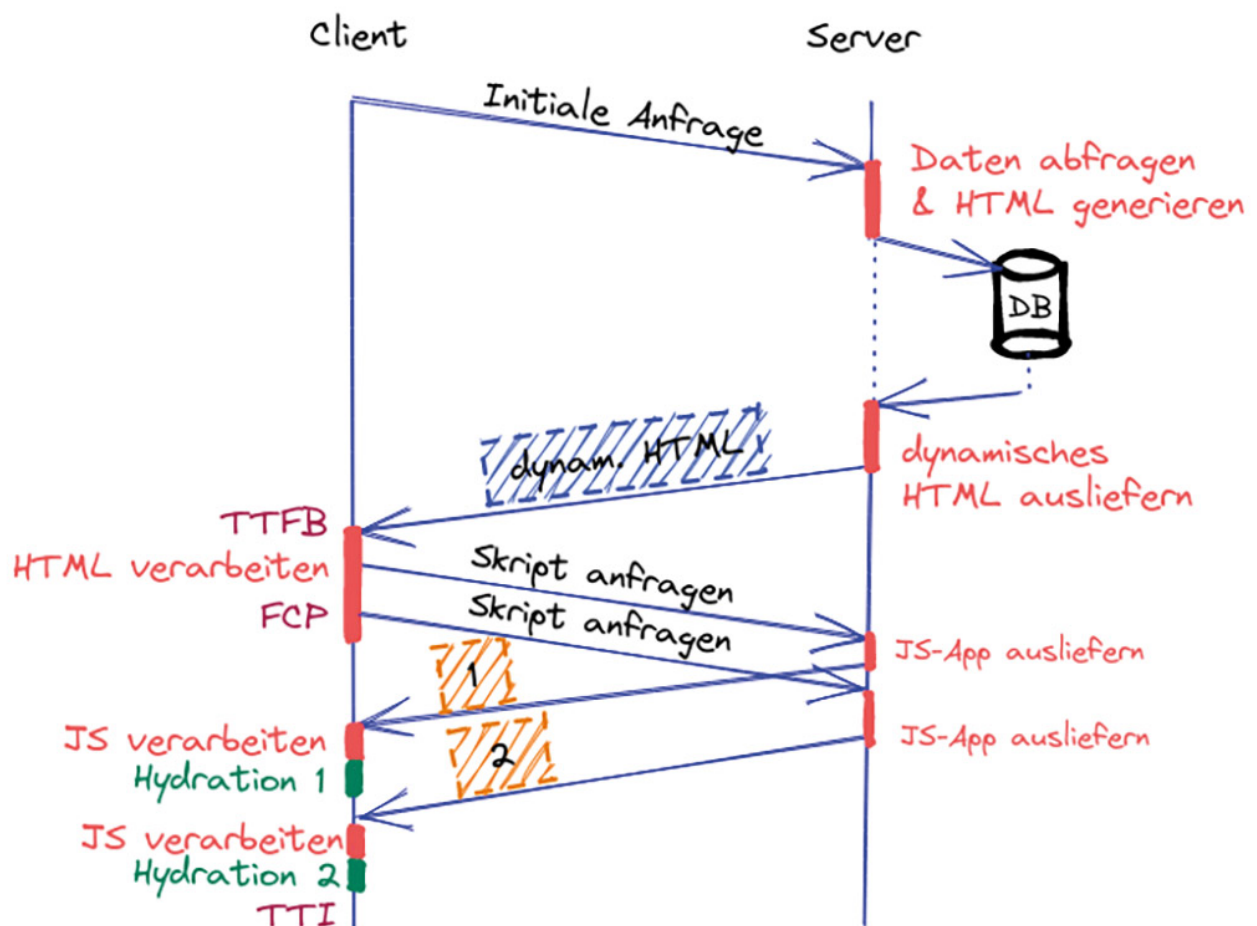 Client
Server
Initiale Anfrage
Daten abfragen
& HTML generieren
DB
dynam. HTML
dynamisches
HTML ausliefern
TTFB
HTML verarbeiten
Skript anfragen
FCP
Skript anfragen
JS-App ausliefern
1
JS verarbeiten
JS-App ausliefern
2
Hydration 1
JS verarbeiten
Hydration 2
TTI